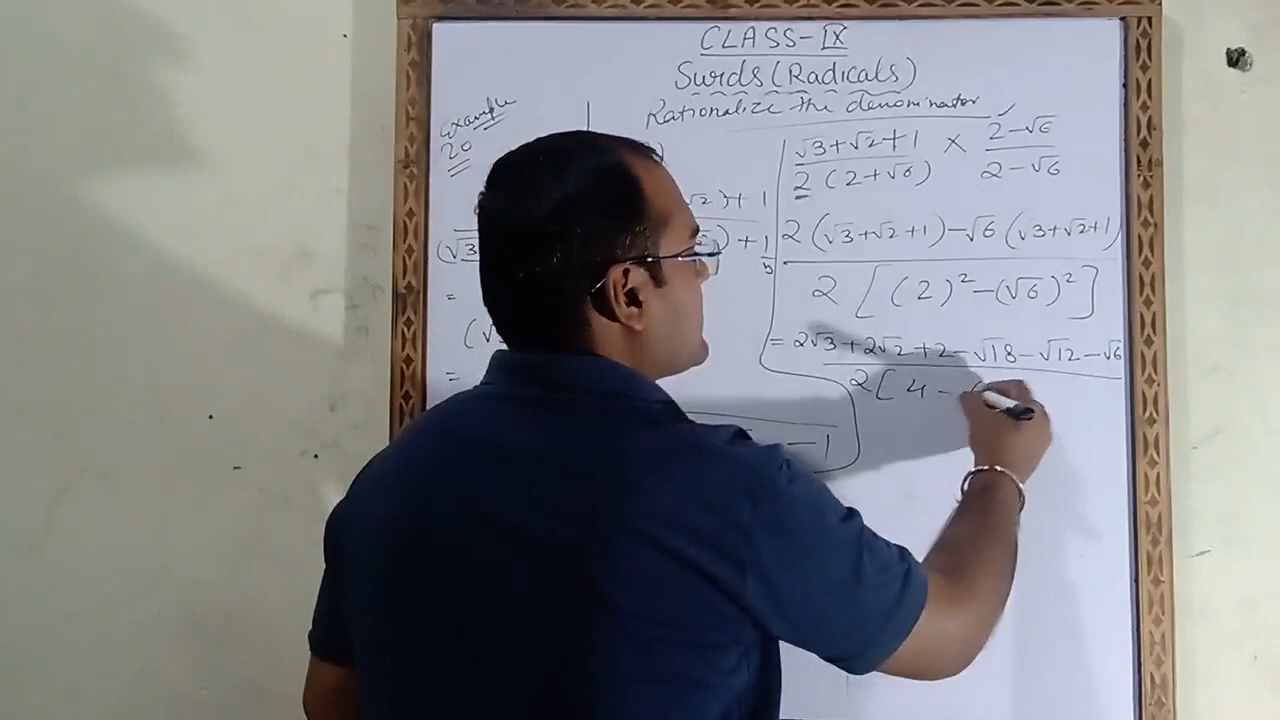 CLASS-IX
Surds (Radicals)
Rationalize the denominator
Example
20
(√3
=
(√
=
√2)+1
)+1
-1
√3+√2+1 × 2-√6
2(2+√6) 2-√6
2(√3+√2+1)-√6(√3+√2+1)
2[(2)²-(√6)²]
=2√3+2√2+2-√18-√12-√6
2[4-